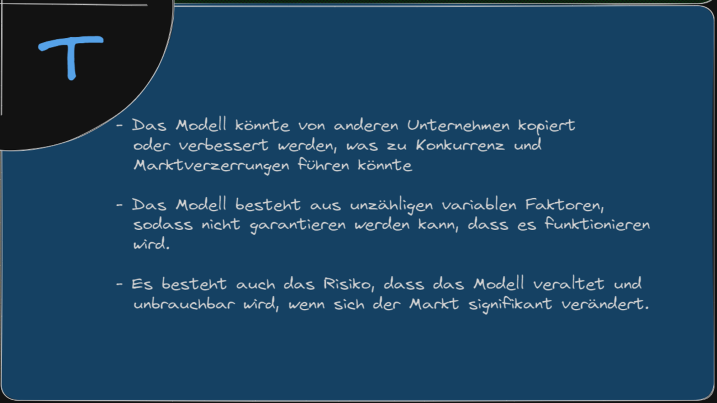 T
- Das Modell könnte von anderen Unternehmen kopiert
oder verbessert werden, was zu Konkurrenz und
Marktverzerrungen führen könnte
- Das Modell besteht aus unzähligen variablen Faktoren,
sodass nicht garantieren werden kann, dass es funktionieren
wird.
- Es besteht auch das Risiko, dass das Modell veraltet und
unbrauchbar wird, wenn sich der Markt signifikant verändert.